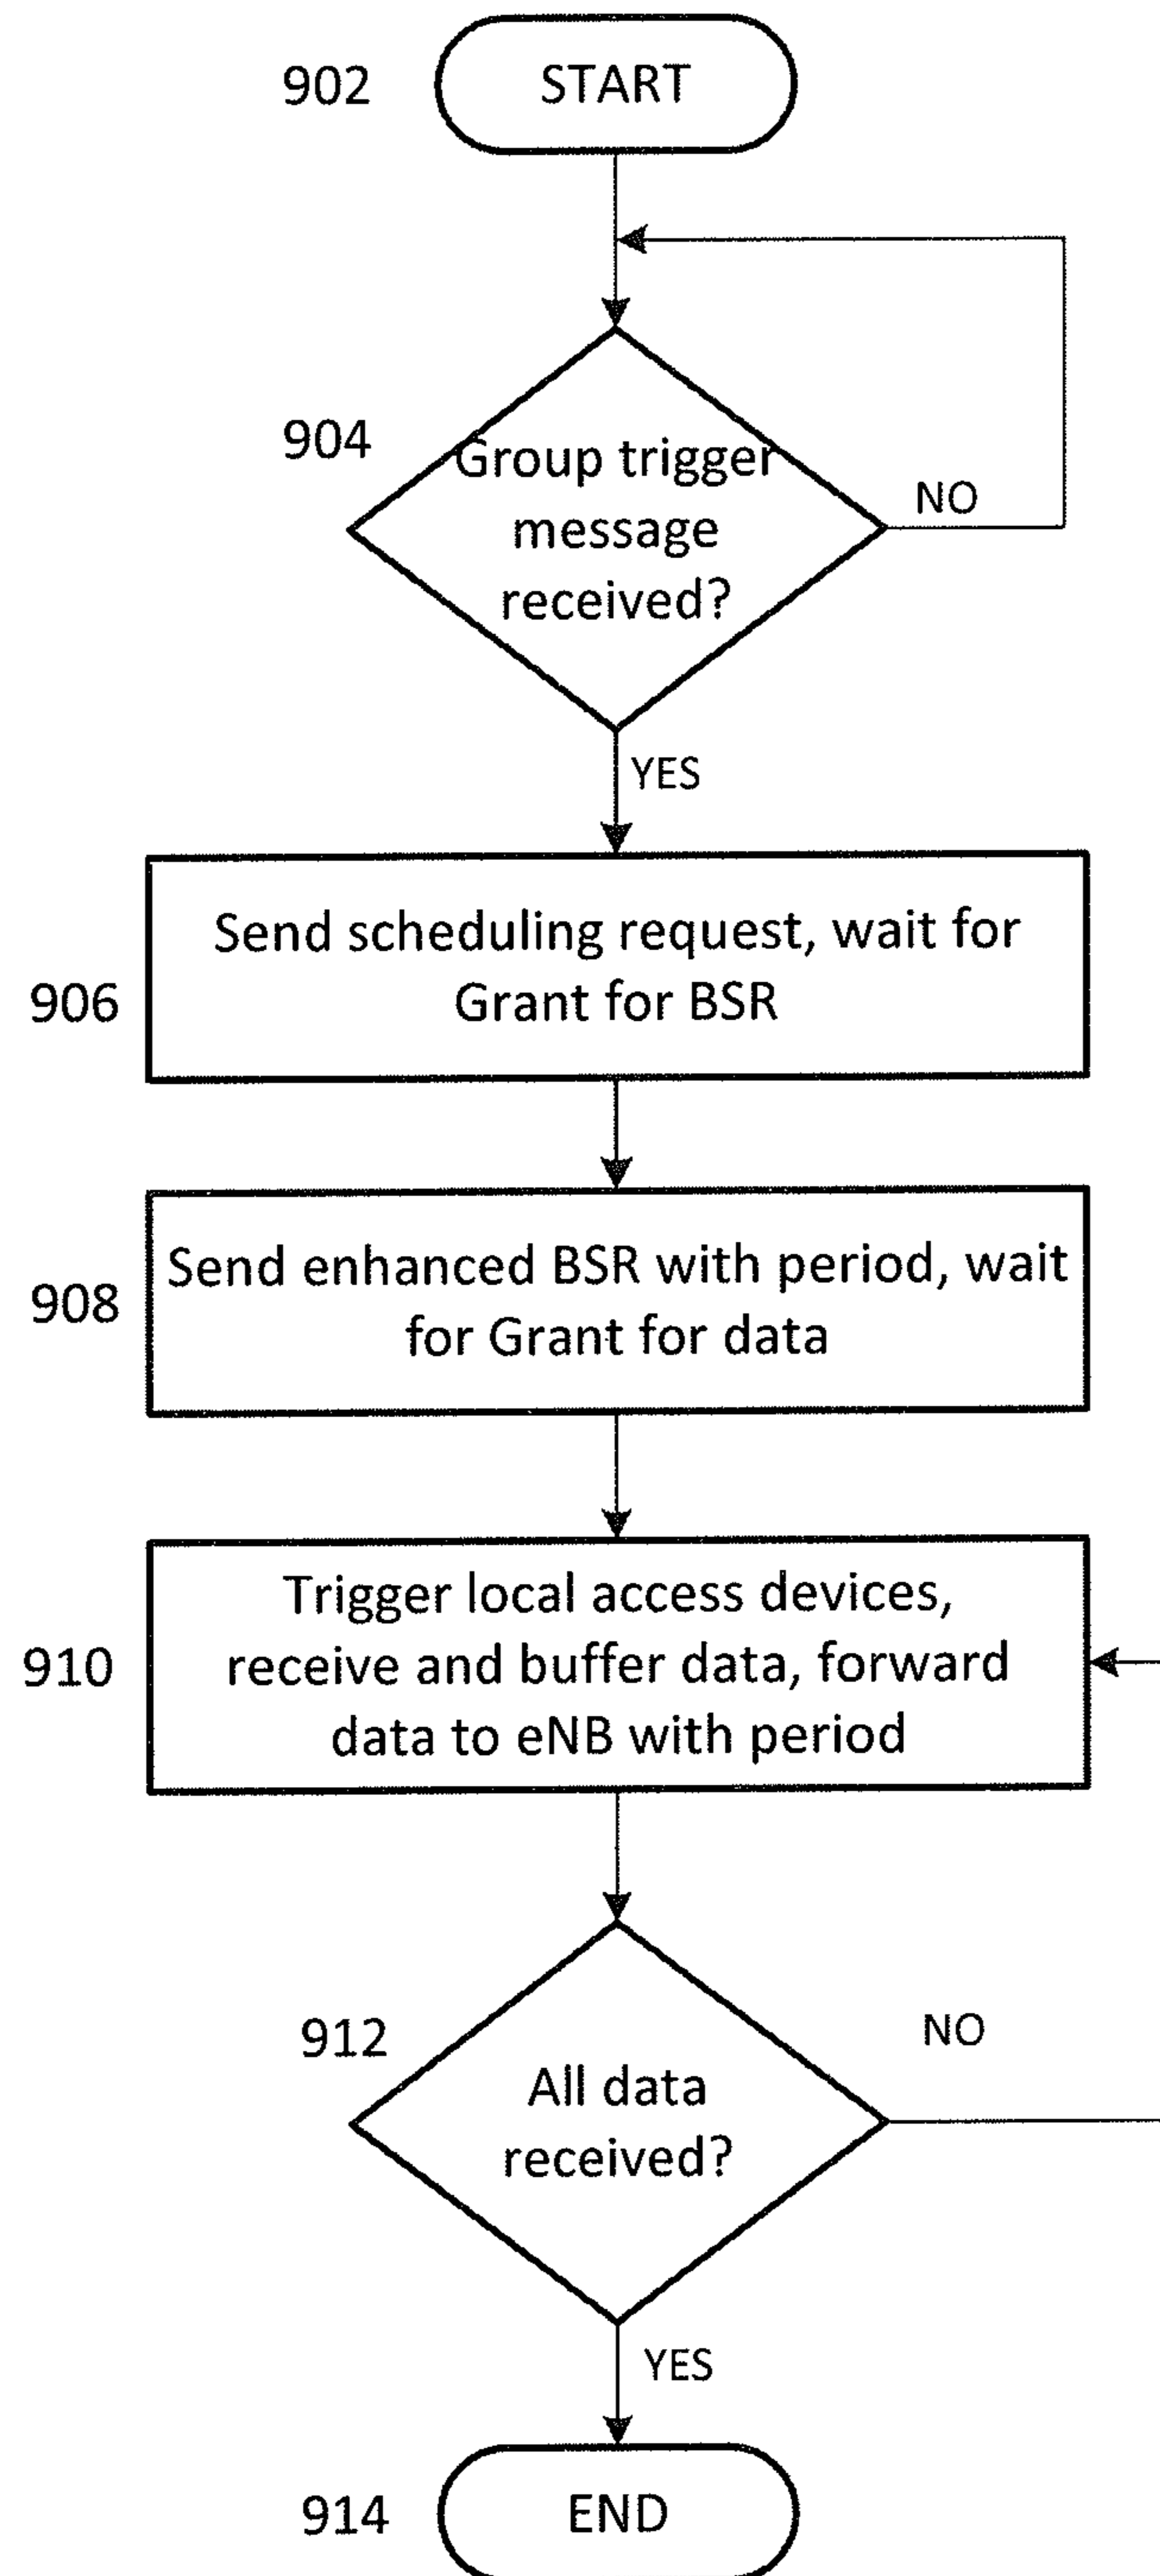 902
START
904
Group trigger
message
received?
NO
YES
Send scheduling request, wait for
Grant for BSR
906
Send enhanced BSR with period, wait
for Grant for data
908
Trigger local access devices,
receive and buffer data, forward
data to eNB with period
910
912
NO
All data
received?
YES
914
END